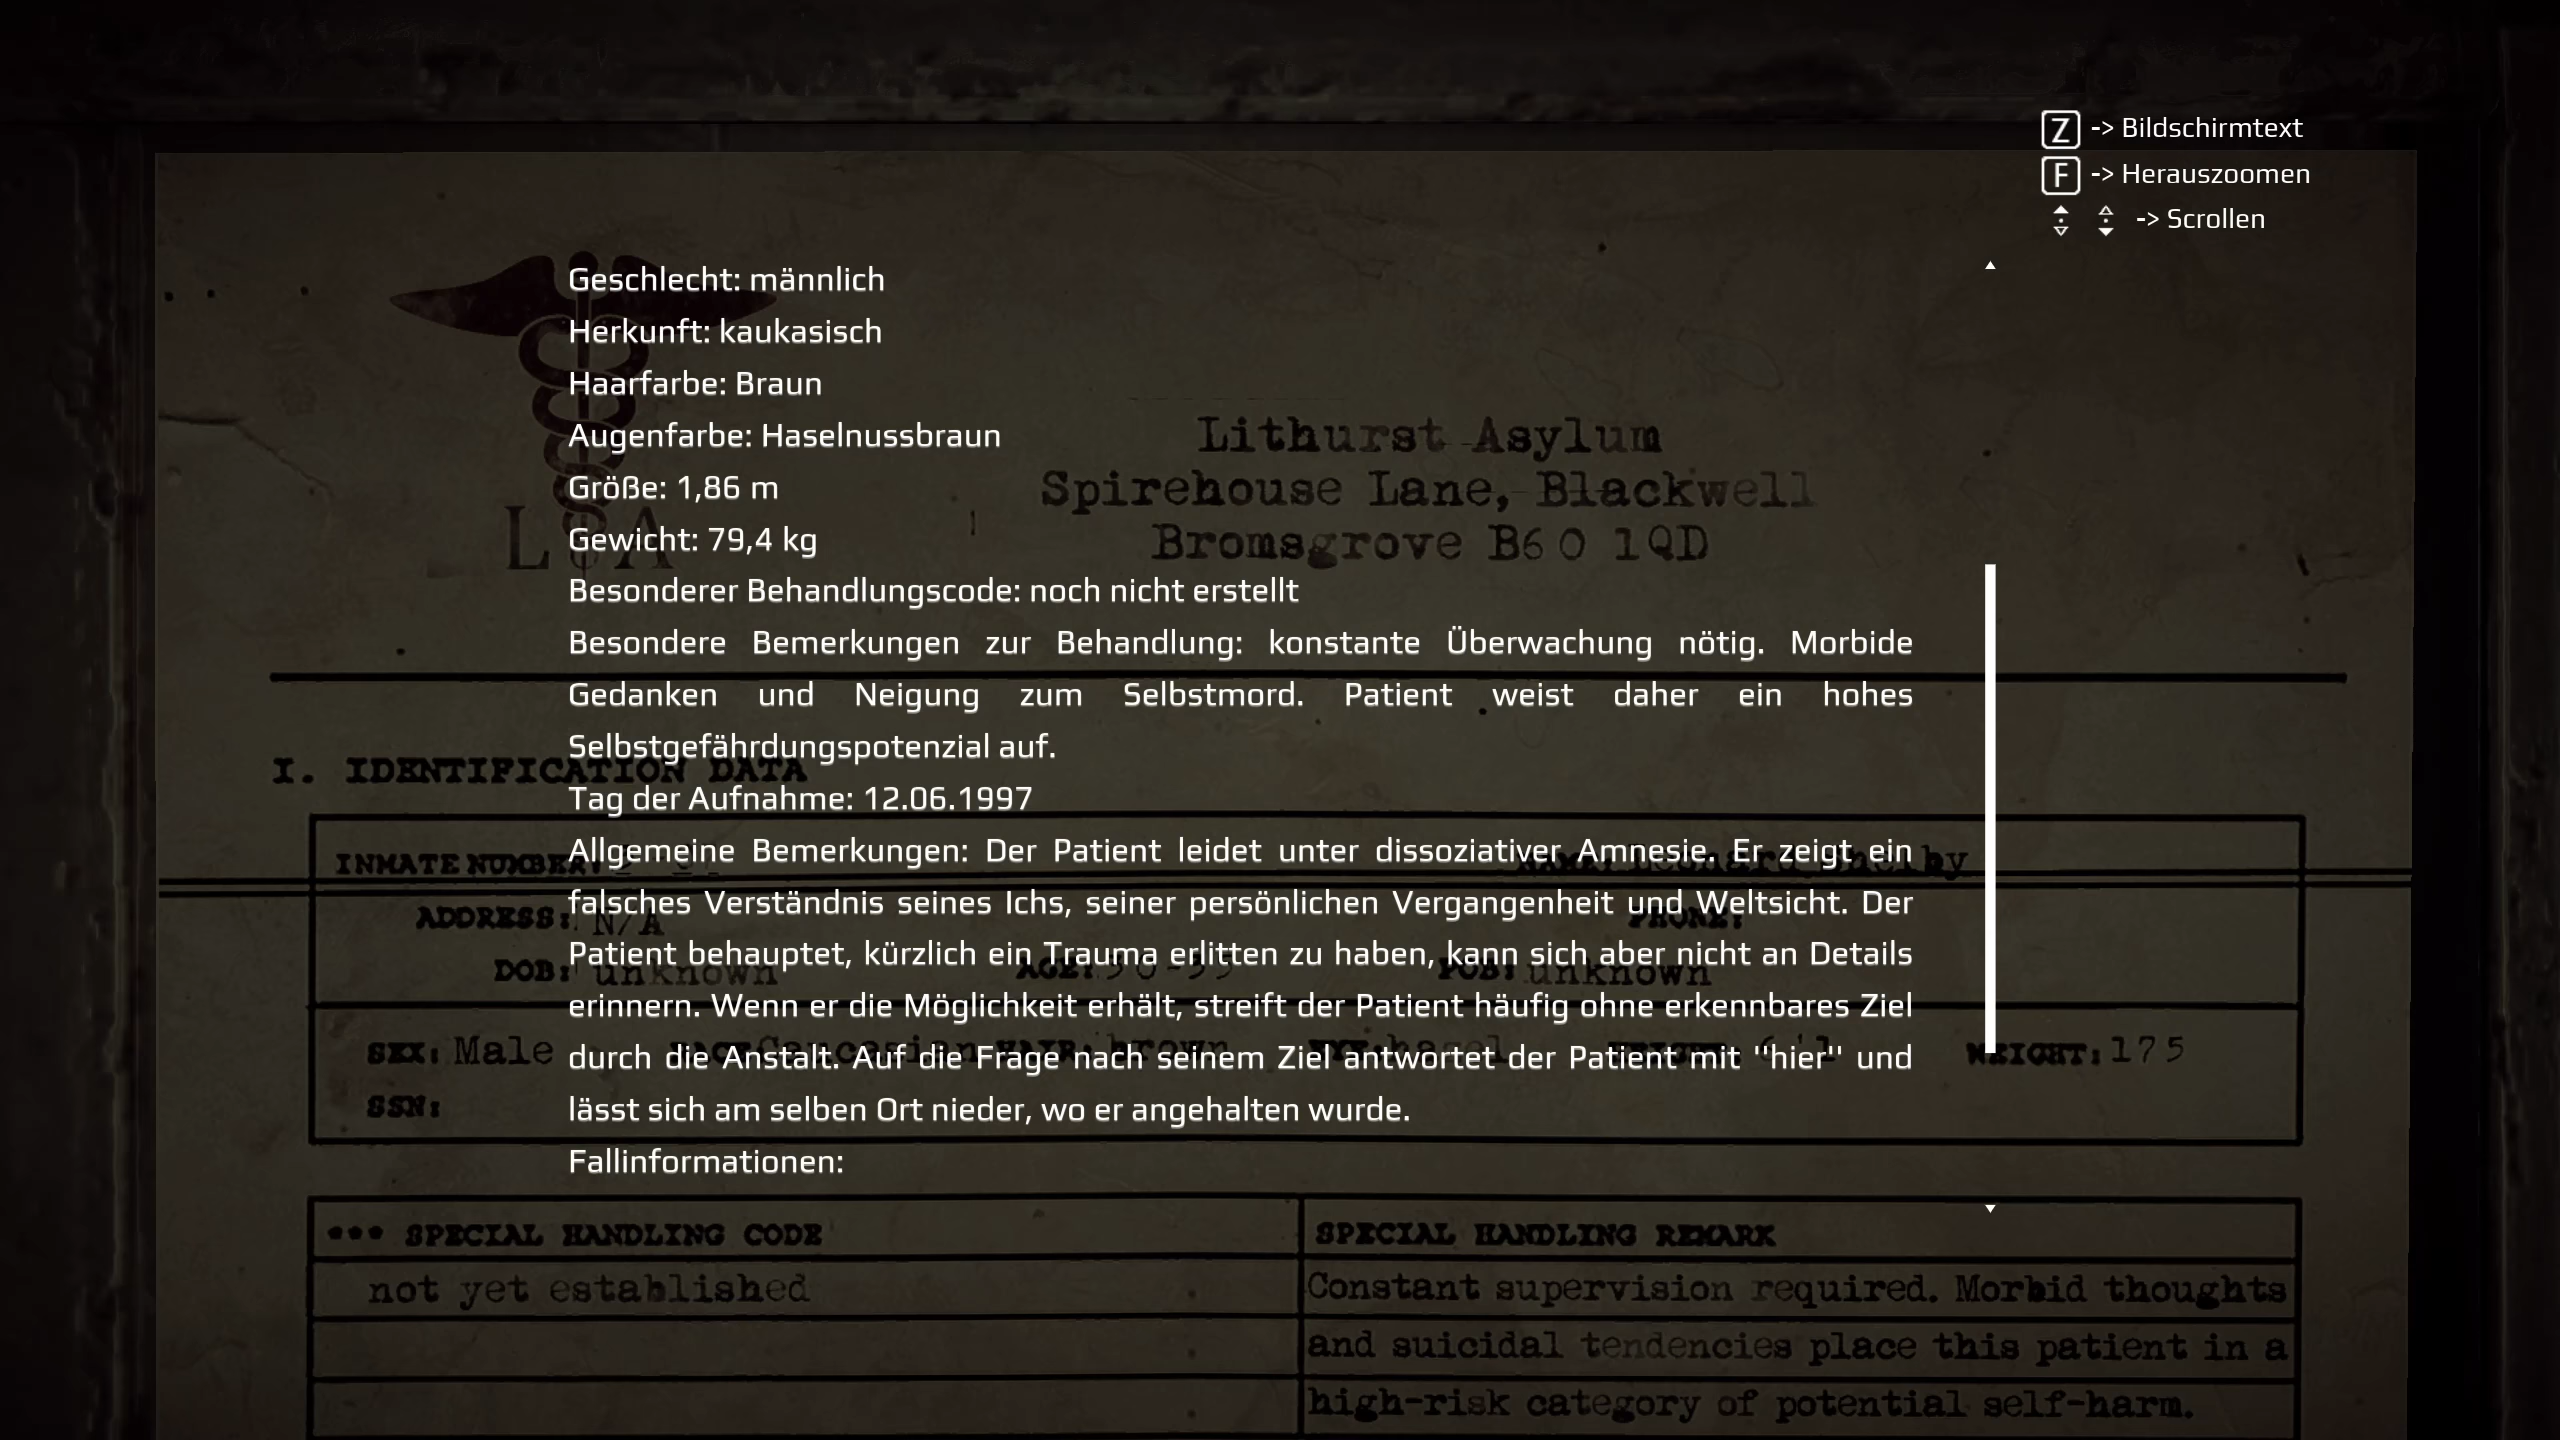 Z -> Bildschirmtext
F -> Herauszoomen
-> Scrollen
Geschlecht: männlich
Herkunft: kaukasisch
Haarfarbe: Braun
Augenfarbe: Haselnussbraun
Größe: 1,86 m
Gewicht: 79,4 kg
Besonderer Behandlungscode: noch nicht erstellt
Besondere Bemerkungen zur Behandlung: konstante Überwachung nötig. Morbide
Gedanken und Neigung zum Selbstmord. Patient weist daher ein hohes
Selbstgefährdungspotenzial auf.
Tag der Aufnahme: 12.06.1997
Allgemeine Bemerkungen: Der Patient leidet unter dissoziativer Amnesie. Er zeigt ein
falsches Verständnis seines Ichs, seiner persönlichen Vergangenheit und Weltsicht. Der
Patient behauptet, kürzlich ein Trauma erlitten zu haben, kann sich aber nicht an Details
erinnern. Wenn er die Möglichkeit erhält, streift der Patient häufig ohne erkennbares Ziel
durch die Anstalt. Auf die Frage nach seinem Ziel antwortet der Patient mit "hier" und
lässt sich am selben Ort nieder, wo er angehalten wurde.
Fallinformationen:
L A
Lithurst Asylum
Spirehouse Lane, Blackwell
Bromsgrove B60 1QD
I. IDENTIFICATION DATA
INMATE NUMBER:
ADDRESS: N/A
PHONE:
DOB: unknown AGE: POB: unknown
SEX: Male Caucasian HAIR: brown WEIGHT: 175
SSN:
*** SPECIAL HANDLING CODE
not yet established
SPECIAL HANDLING REMARK
Constant supervision required. Morbid thoughts
and suicidal tendencies place this patient in a
high-risk category of potential self-harm.